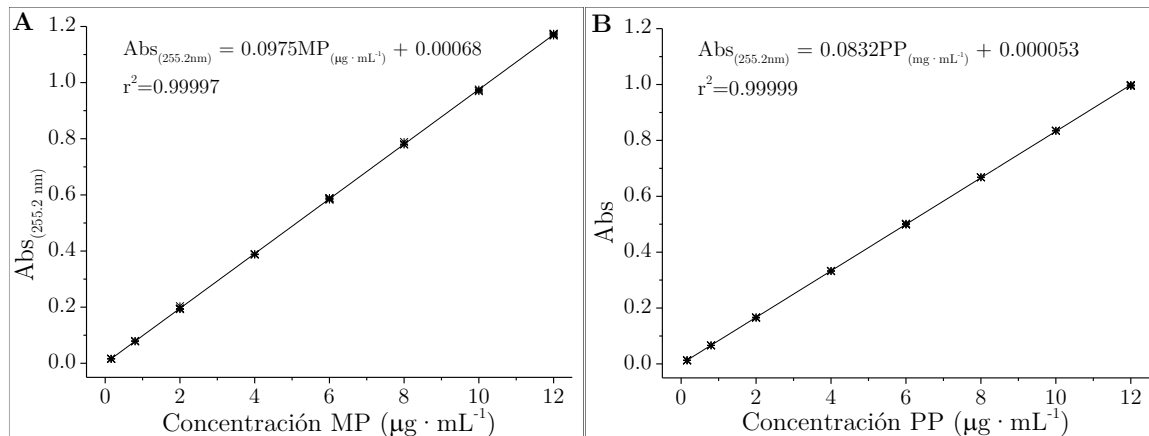 A
Abs(255.2nm) = 0.0975MP(µg · mL⁻¹) + 0.00068
r²=0.99997
1.2
1.0
0.8
0.6
0.4
0.2
0.0
Abs(255.2 nm)
0 2 4 6 8 10 12
Concentración MP (µg · mL⁻¹)
B
Abs(255.2nm) = 0.0832PP(mg · mL⁻¹) + 0.000053
r²=0.99999
1.2
1.0
0.8
0.6
0.4
0.2
0.0
Abs
0 2 4 6 8 10 12
Concentración PP (µg · mL⁻¹)